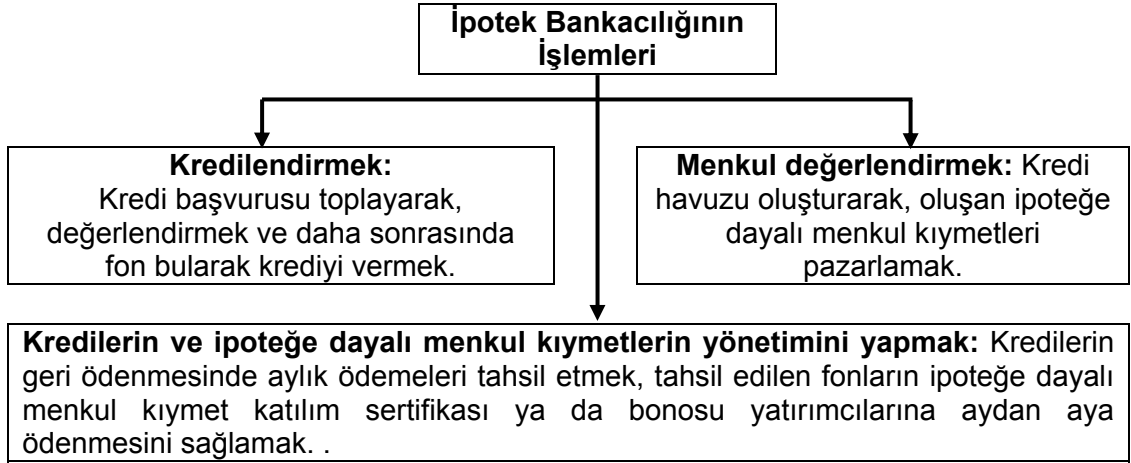 İpotek Bankacılığının
İşlemleri
Kredilendirmek:
Kredi başvurusu toplayarak,
değerlendirmek ve daha sonrasında
fon bularak krediyi vermek.
Menkul değerlendirmek: Kredi
havuzu oluşturarak, oluşan ipoteğe
dayalı menkul kıymetleri
pazarlamak.
Kredilerin ve ipoteğe dayalı menkul kıymetlerin yönetimini yapmak: Kredilerin
geri ödenmesinde aylık ödemeleri tahsil etmek, tahsil edilen fonların ipoteğe dayalı
menkul kıymet katılım sertifikası ya da bonosu yatırımcılarına aydan aya
ödenmesini sağlamak. .